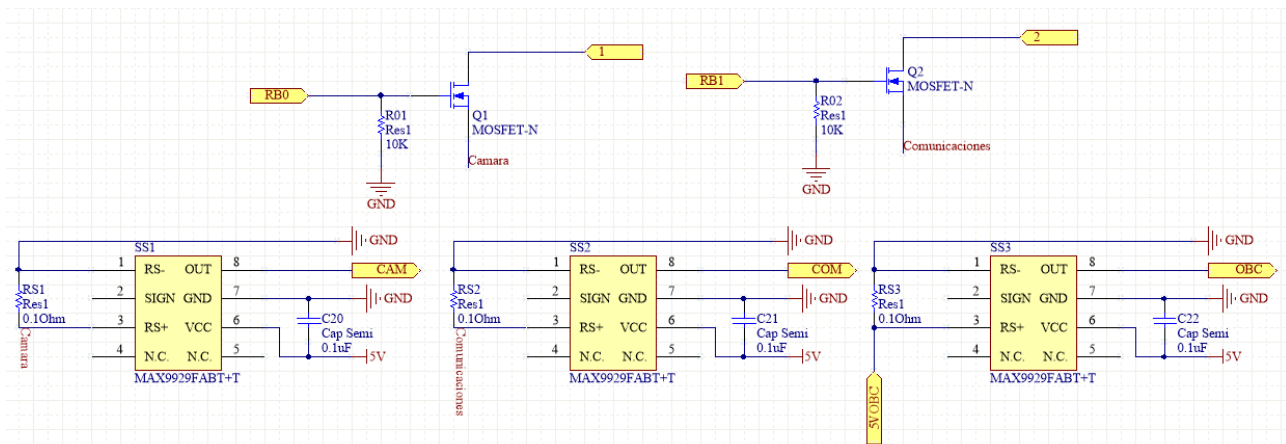 1
RB0
R01
Res1
10K
Q1
MOSFET-N
Camara
GND
2
RB1
R02
Res1
10K
Q2
MOSFET-N
Comunicaciones
GND
SS1
GND
1 RS- OUT 8
CAM
2 SIGN GND 7
GND
RS1
Res1
0.1Ohm
3 RS+ VCC 6
C20
Cap Semi
0.1uF
4 N.C. N.C. 5
5V
MAX9929FABT+T
Camara
SS2
GND
1 RS- OUT 8
COM
2 SIGN GND 7
GND
RS2
Res1
0.1Ohm
3 RS+ VCC 6
C21
Cap Semi
0.1uF
4 N.C. N.C. 5
5V
MAX9929FABT+T
Comunicaciones
SS3
GND
1 RS- OUT 8
OBC
2 SIGN GND 7
GND
RS3
Res1
0.1Ohm
3 RS+ VCC 6
C22
Cap Semi
0.1uF
4 N.C. N.C. 5
5V
MAX9929FABT+T
5VOBC